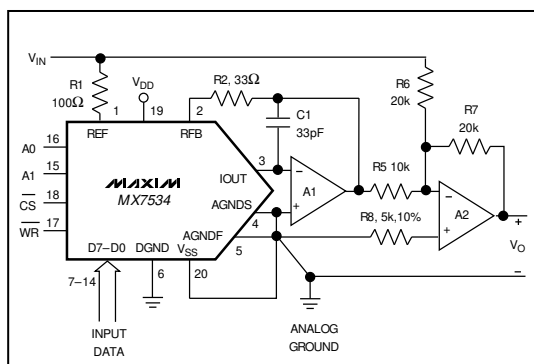 VIN
R1
100Ω
VDD
R2, 33Ω
R6
20k
1
19
2
C1
33pF
R7
20k
REF
RFB
16
A0
3
IOUT
−
A1
+
R5 10k
−
A2
+
15
A1
MAXIM
MX7534
18
CS
AGNDS
4
R8, 5k,10%
+
VO
−
17
WR
AGNDF
5
D7–D0
DGND
VSS
7–14
6
20
INPUT
DATA
ANALOG
GROUND